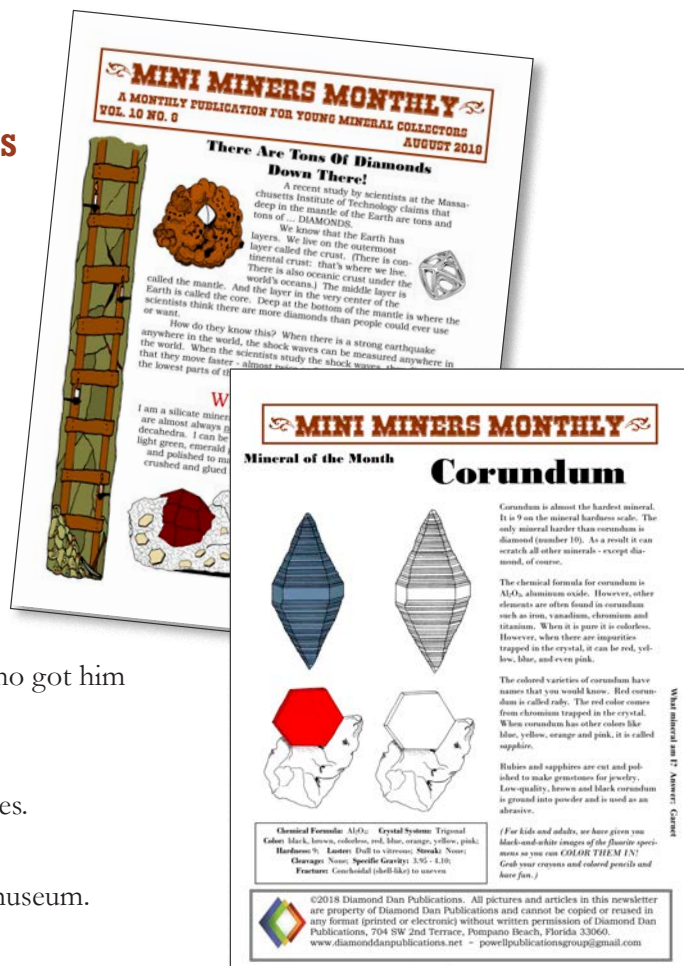 s
MINI MINERS MONTHLY
A MONTHLY PUBLICATION FOR YOUNG MINERAL COLLECTORS
VOL. 10 NO. 8 AUGUST 2018
There Are Tons Of Diamonds
Down There!
A recent study by scientists at the Massa-
chusetts Institute of Technology claims that
deep in the mantle of the Earth are tons and
tons of ... DIAMONDS.
We know that the Earth has
layers. We live on the outermost
layer called the crust. (There is con-
tinental crust: that's where we live.
There is also oceanic crust under the
world's oceans.) The middle layer is
called the mantle. And the layer in the very center of the
Earth is called the core. Deep at the bottom of the mantle is where the
scientists think there are more diamonds than people could ever use
or want.
How do they know this? When there is a strong earthquake
anywhere in the world, the shock waves can be measured anywhere in
the world. When the scientists study the shock waves,
that they move faster - almost
the lowest parts of th
W
I am a silicate miner
are almost always
decahedra. I can be
light green, emerald
and polished to ma
crushed and glued
no got him
es.
museum.
MINI MINERS MONTHLY
Mineral of the Month
Corundum
Corundum is almost the hardest mineral.
It is 9 on the mineral hardness scale. The
only mineral harder than corundum is
diamond (number 10). As a result it can
scratch all other minerals - except dia-
mond, of course.
The chemical formula for corundum is
Al₂O₃, aluminum oxide. However, other
elements are often found in corundum
such as iron, vanadium, chromium and
titanium. When it is pure it is colorless.
However, when there are impurities
trapped in the crystal, it can be red, yel-
low, blue, and even pink.
The colored varieties of corundum have
names that you would know. Red corun-
dum is called ruby. The red color comes
from chromium trapped in the crystal.
When corundum has other colors like
blue, yellow, orange and pink, it is called
sapphire.
Rubies and sapphires are cut and pol-
ished to make gemstones for jewelry.
Low-quality, brown and black corundum
is ground into powder and is used as an
abrasive.
(For kids and adults, we have given you
black-and-white images of the fluorite speci-
mens so you can COLOR THEM IN!
Grab your crayons and colored pencils and
have fun.)
What mineral am I? Answer: Garnet
Chemical Formula: Al₂O₃; Crystal System: Trigonal
Color: black, brown, colorless, red, blue, orange, yellow, pink;
Hardness: 9; Luster: Dull to vitreous; Streak: None;
Cleavage: None; Specific Gravity: 3.95 - 4.10;
Fracture: Conchoidal (shell-like) to uneven
©2018 Diamond Dan Publications. All pictures and articles in this newsletter
are property of Diamond Dan Publications and cannot be copied or reused in
any format (printed or electronic) without written permission of Diamond Dan
Publications, 704 SW 2nd Terrace, Pompano Beach, Florida 33060.
www.diamonddanpublications.net ~ powellpublicationsgroup@gmail.com